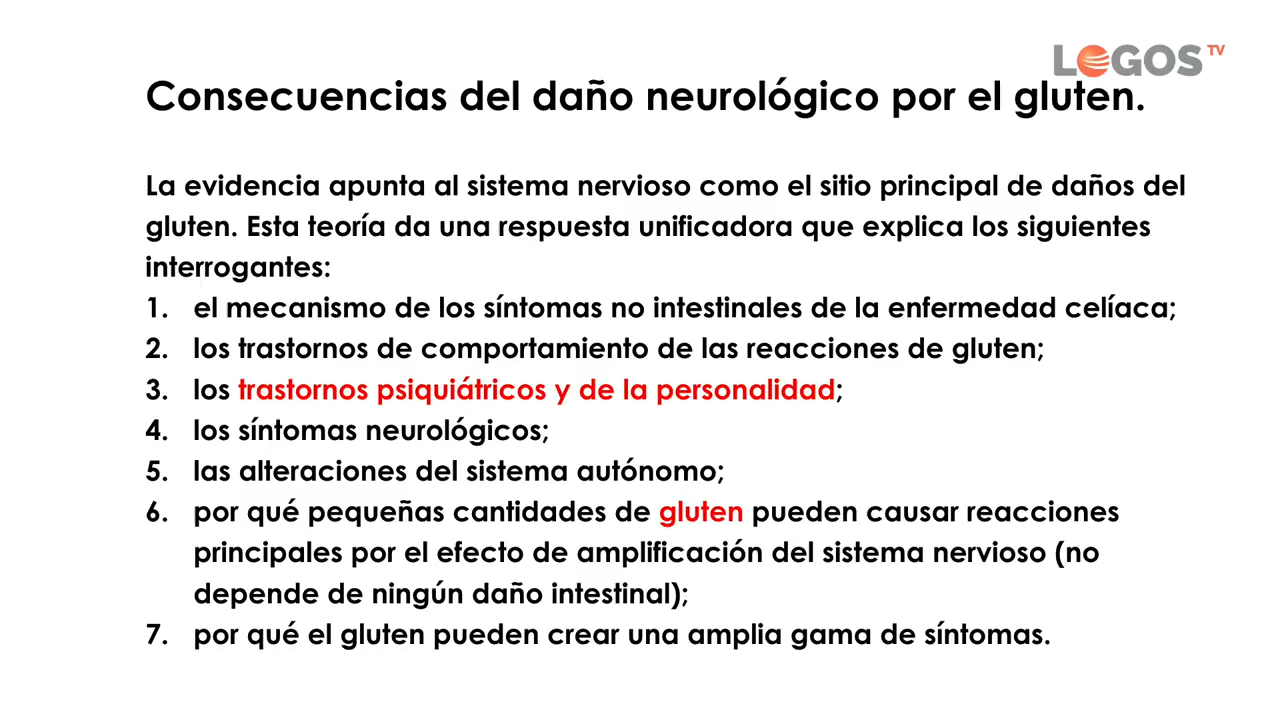 LOGOS TV
Consecuencias del daño neurológico por el gluten.
La evidencia apunta al sistema nervioso como el sitio principal de daños del
gluten. Esta teoría da una respuesta unificadora que explica los siguientes
interrogantes:
1. el mecanismo de los síntomas no intestinales de la enfermedad celíaca;
2. los trastornos de comportamiento de las reacciones de gluten;
3. los trastornos psiquiátricos y de la personalidad;
4. los síntomas neurológicos;
5. las alteraciones del sistema autónomo;
6. por qué pequeñas cantidades de gluten pueden causar reacciones
principales por el efecto de amplificación del sistema nervioso (no
depende de ningún daño intestinal);
7. por qué el gluten pueden crear una amplia gama de síntomas.